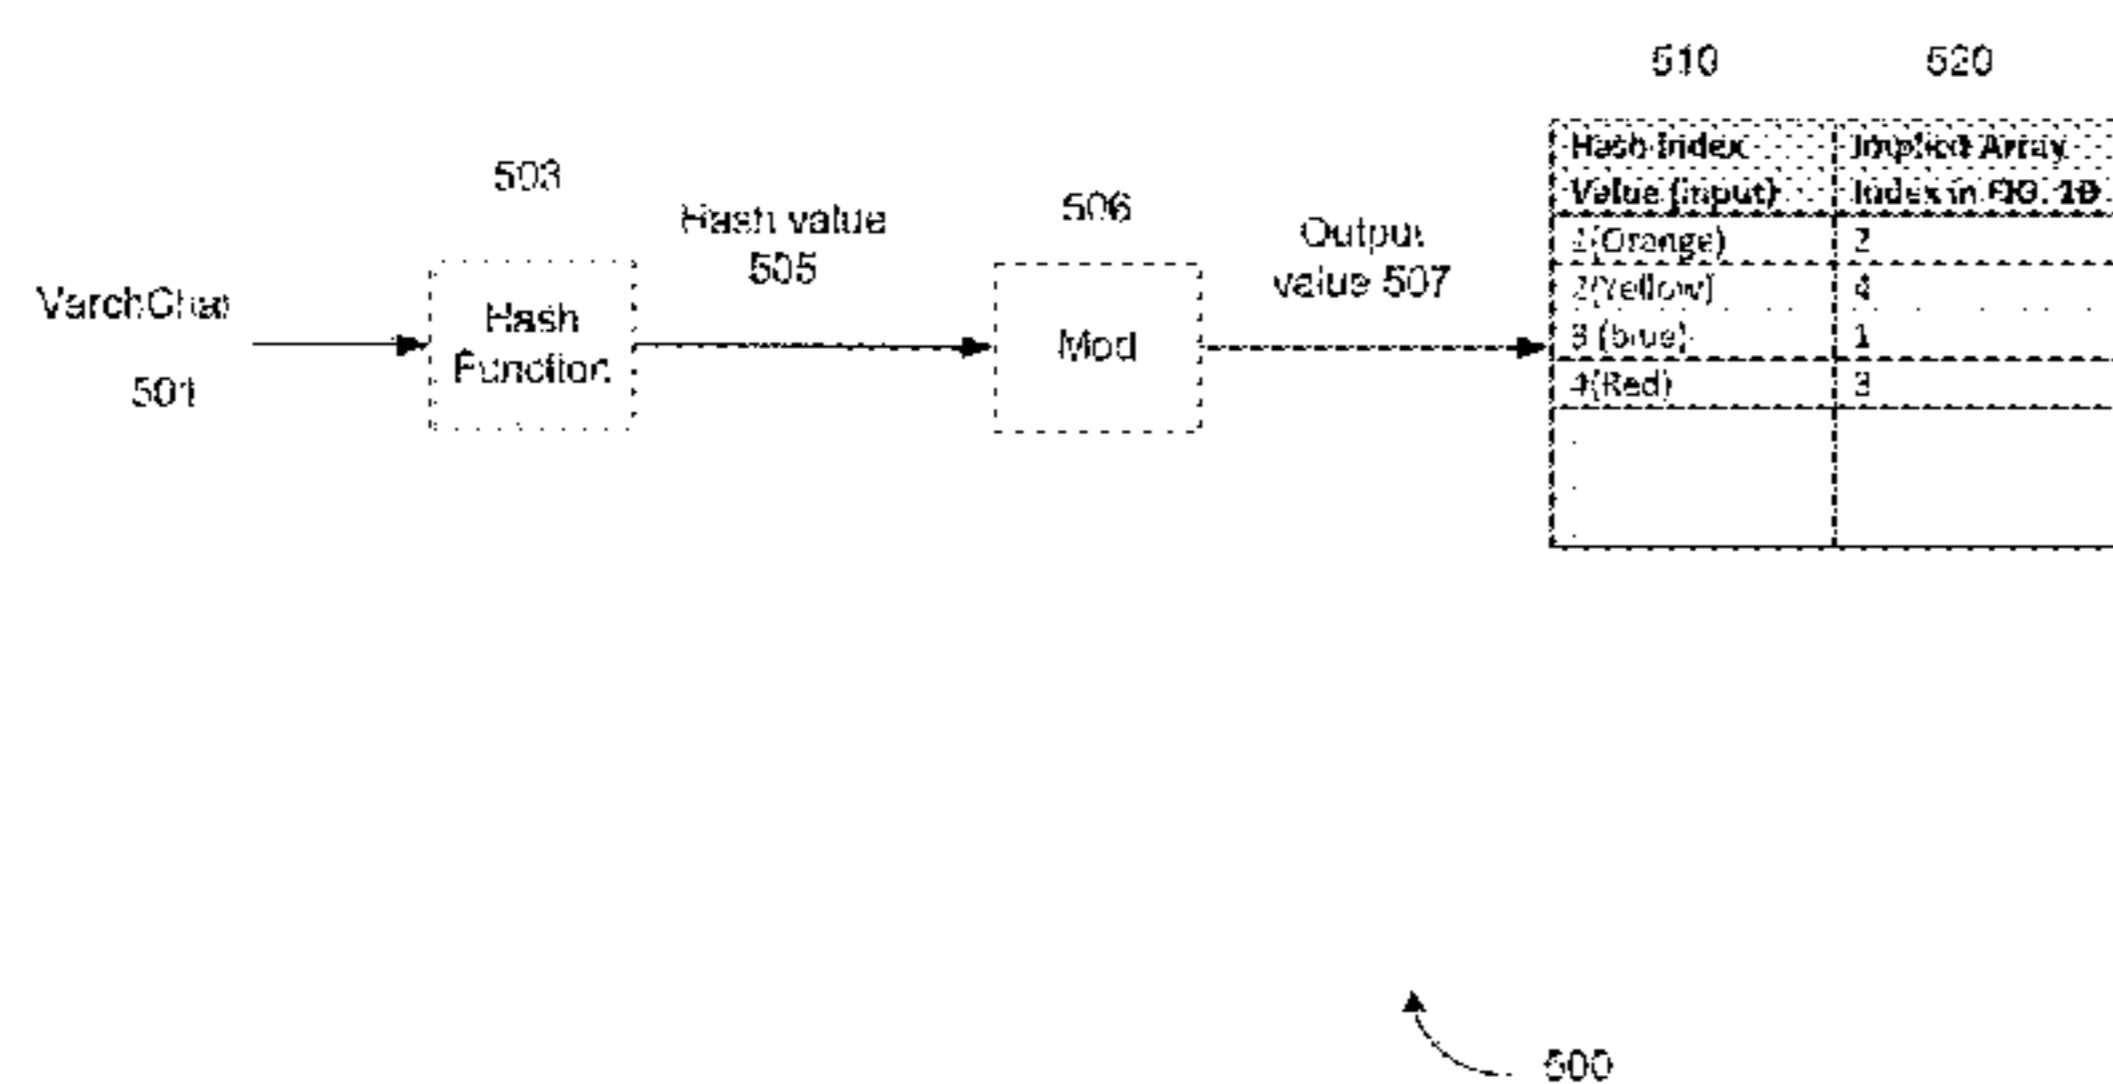 510 520
503
Hash value
505
506
Output
value 507
VarchChar
501
Hash
Function
Mod
Hash Index
Value (input)
Implicit Array
Index in FIG. 1B
1(Orange) 2
2(Yellow) 4
3 (blue) 1
4(Red) 3
.
.
.
500